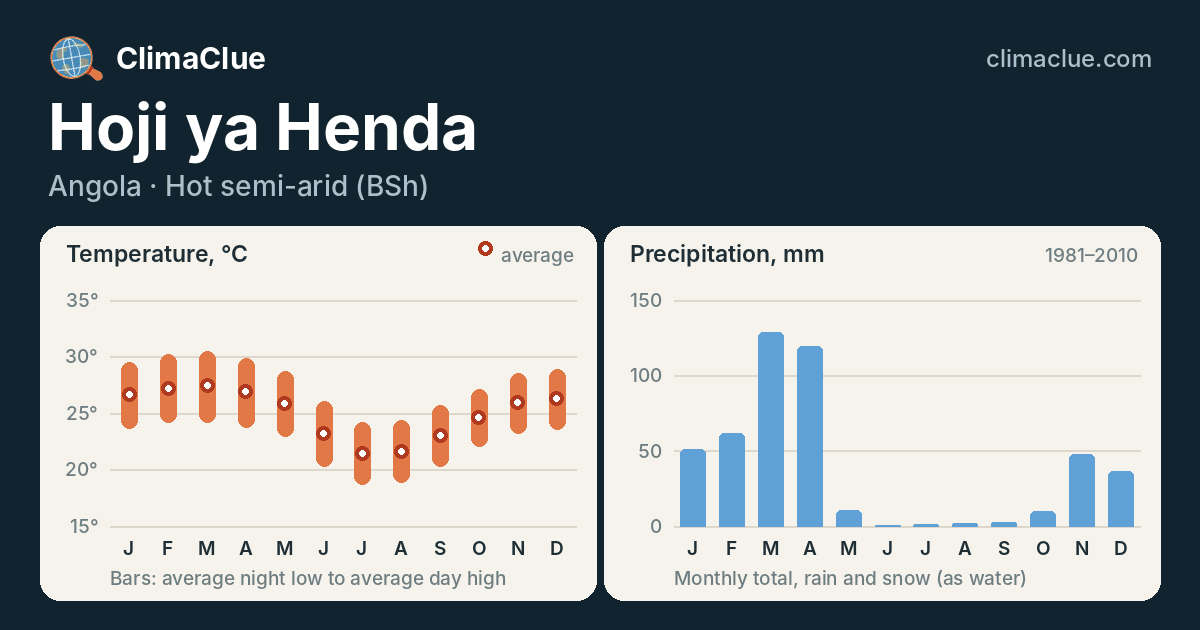 ClimaClue
climaclue.com
Hoji ya Henda
Angola · Hot semi-arid (BSh)
Temperature, °C
average
35°
30°
25°
20°
15°
J F M A M J J A S O N D
Bars: average night low to average day high
Precipitation, mm
1981–2010
150
100
50
0
J F M A M J J A S O N D
Monthly total, rain and snow (as water)